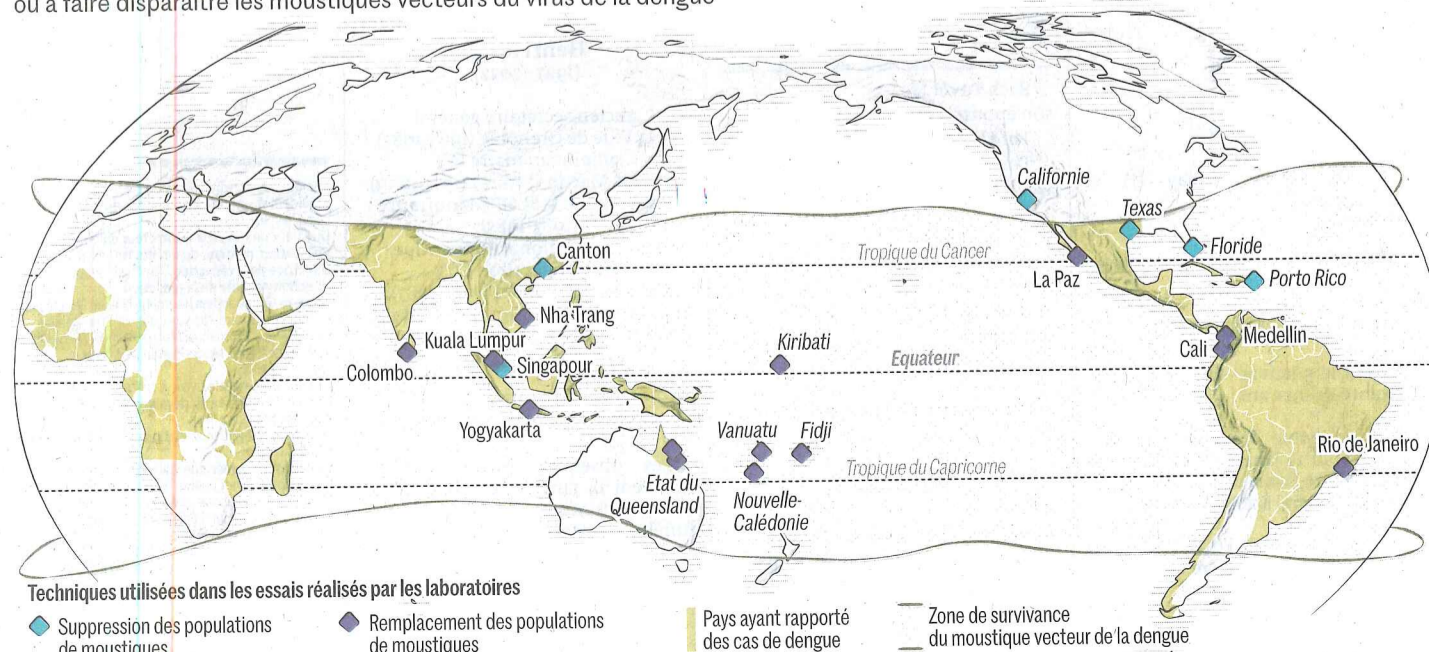 ou à faire disparaître les moustiques vecteurs du virus de la dengue
Californie
Texas
Canton
Tropique du Cancer
Floride
La Paz
Porto Rico
Nha Trang
Kuala Lumpur
Kiribati
Medellín
Cali
Colombo
Singapour
Equateur
Yogyakarta
Vanuatu
Fidji
Rio de Janeiro
Etat du
Queensland
Tropique du Capricorne
Nouvelle-
Calédonie
Techniques utilisées dans les essais réalisés par les laboratoires
Suppression des populations
de moustiques
Remplacement des populations
de moustiques
Pays ayant rapporté
des cas de dengue
Zone de survivance
du moustique vecteur de la dengue